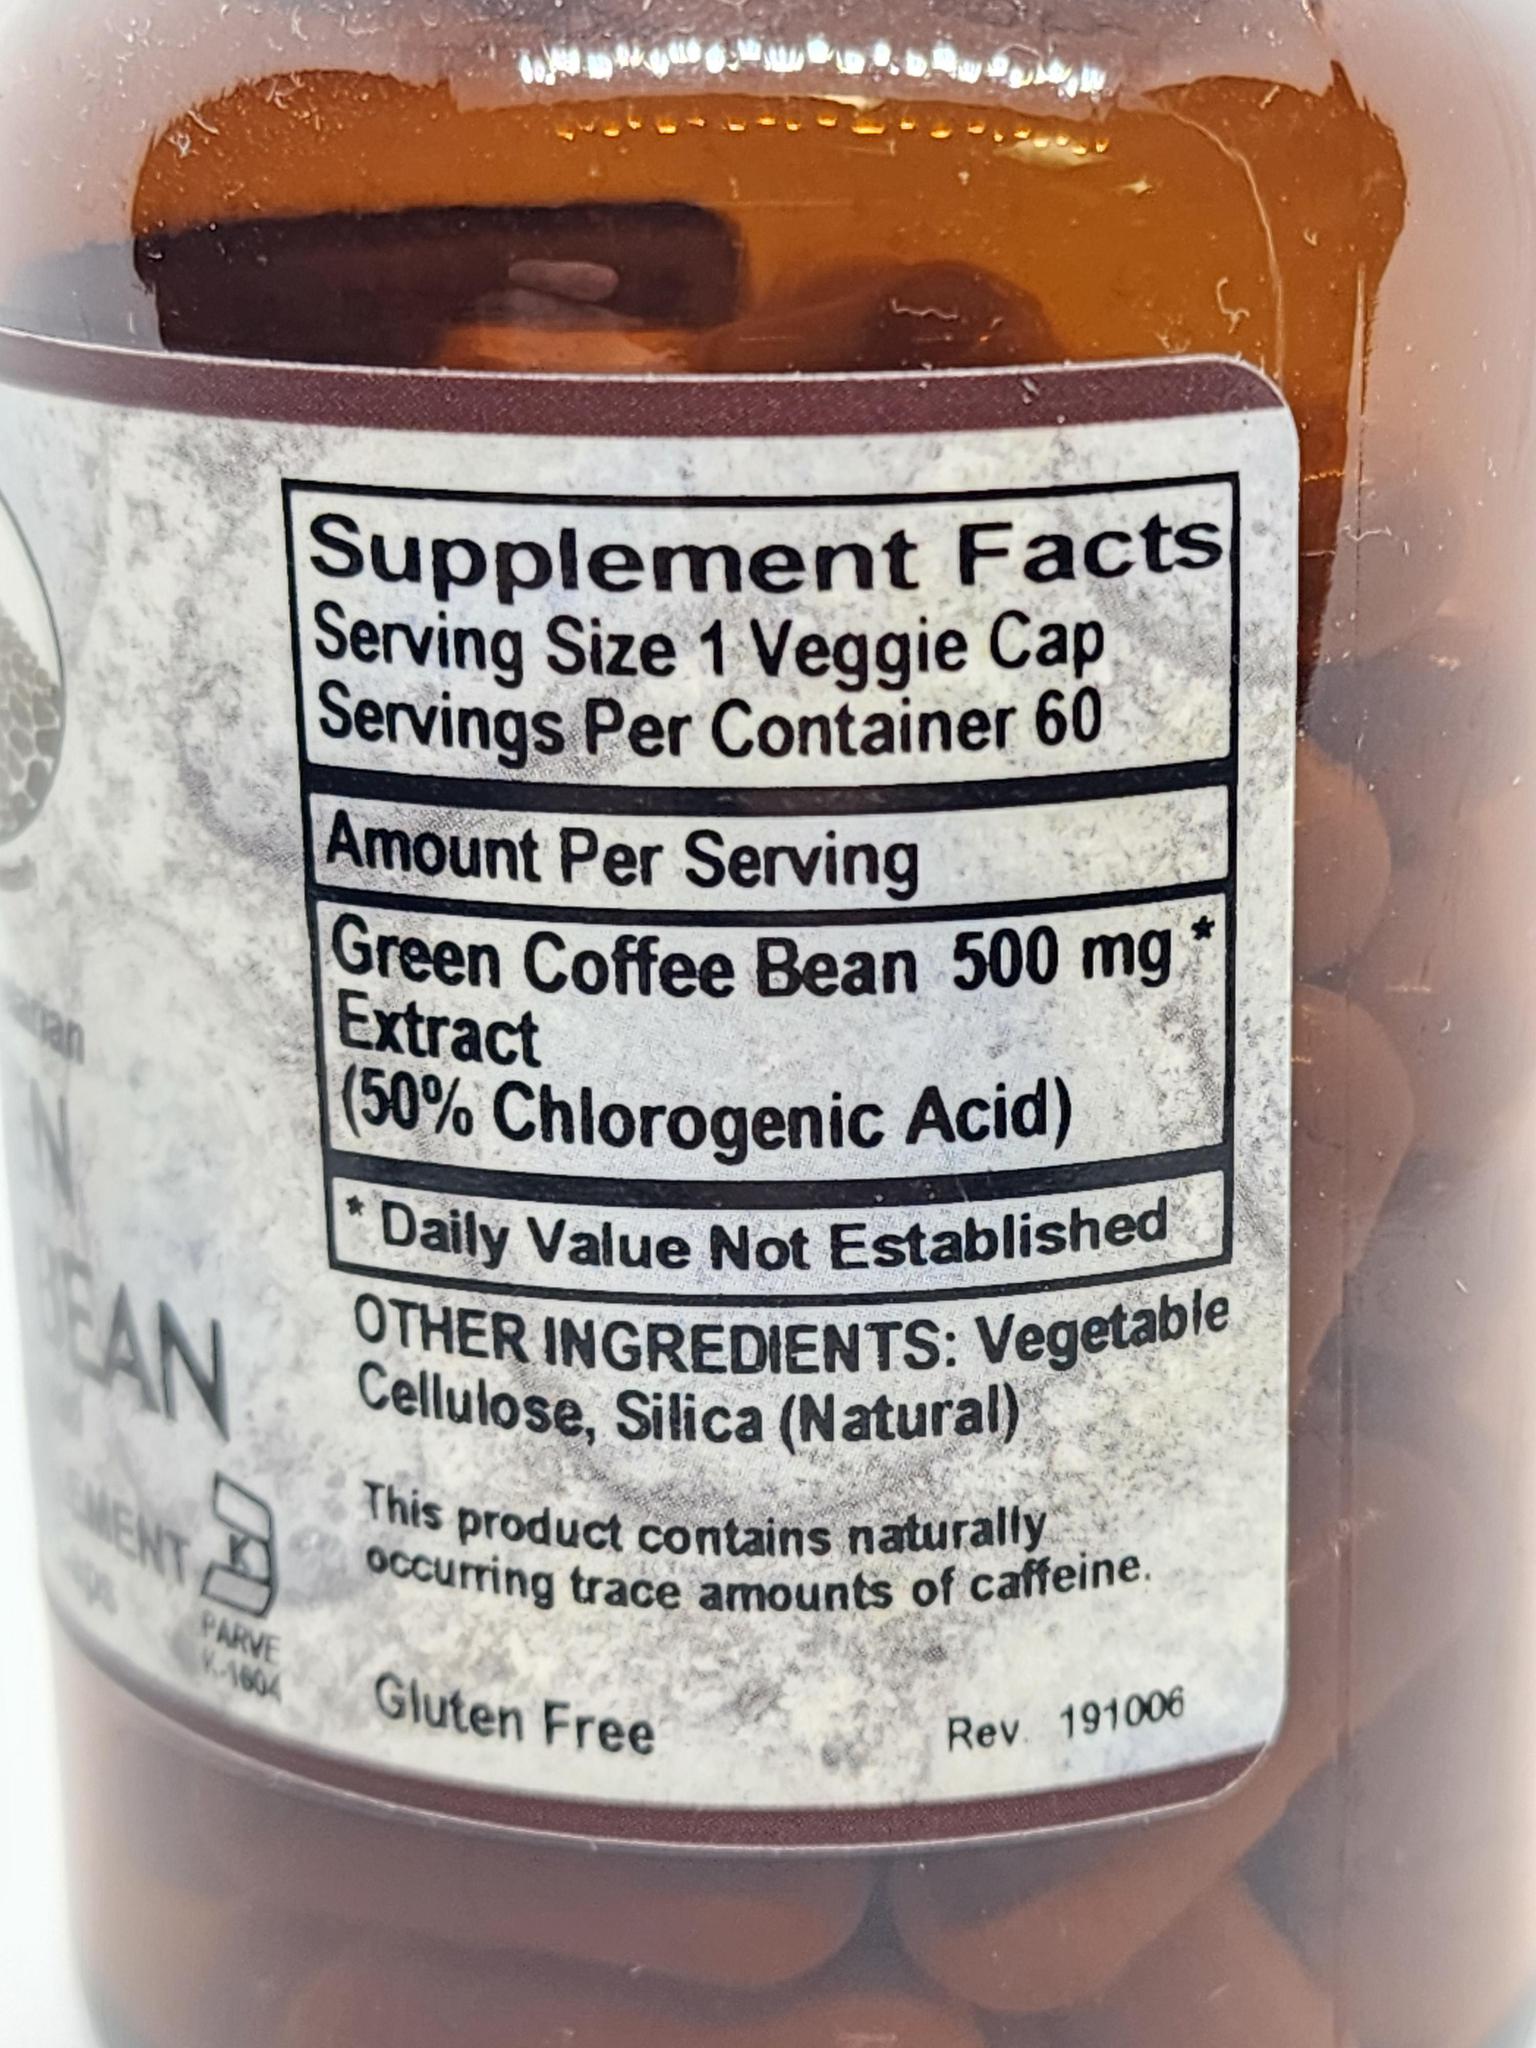 Supplement Facts
Serving Size 1 Veggie Cap
Servings Per Container 60
Amount Per Serving
Green Coffee Bean 500 mg *
Extract
(50% Chlorogenic Acid)
* Daily Value Not Established
OTHER INGREDIENTS: Vegetable
Cellulose, Silica (Natural)
This product contains naturally
occurring trace amounts of caffeine.
Gluten Free
Rev. 191006
N
BEAN
K
PARVE
K-1604